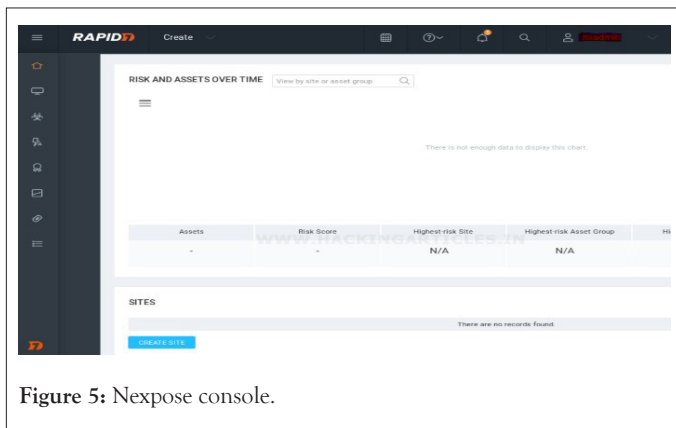 RAPID7 Create
RISK AND ASSETS OVER TIME View by site or asset group
There is not enough data to display this chart.
Assets Risk Score Highest-risk Site Highest-risk Asset Group Hi
- - N/A N/A
WWW.HACKINGARTICLES.IN
SITES
There are no records found
CREATE SITE
Figure 5: Nexpose console.